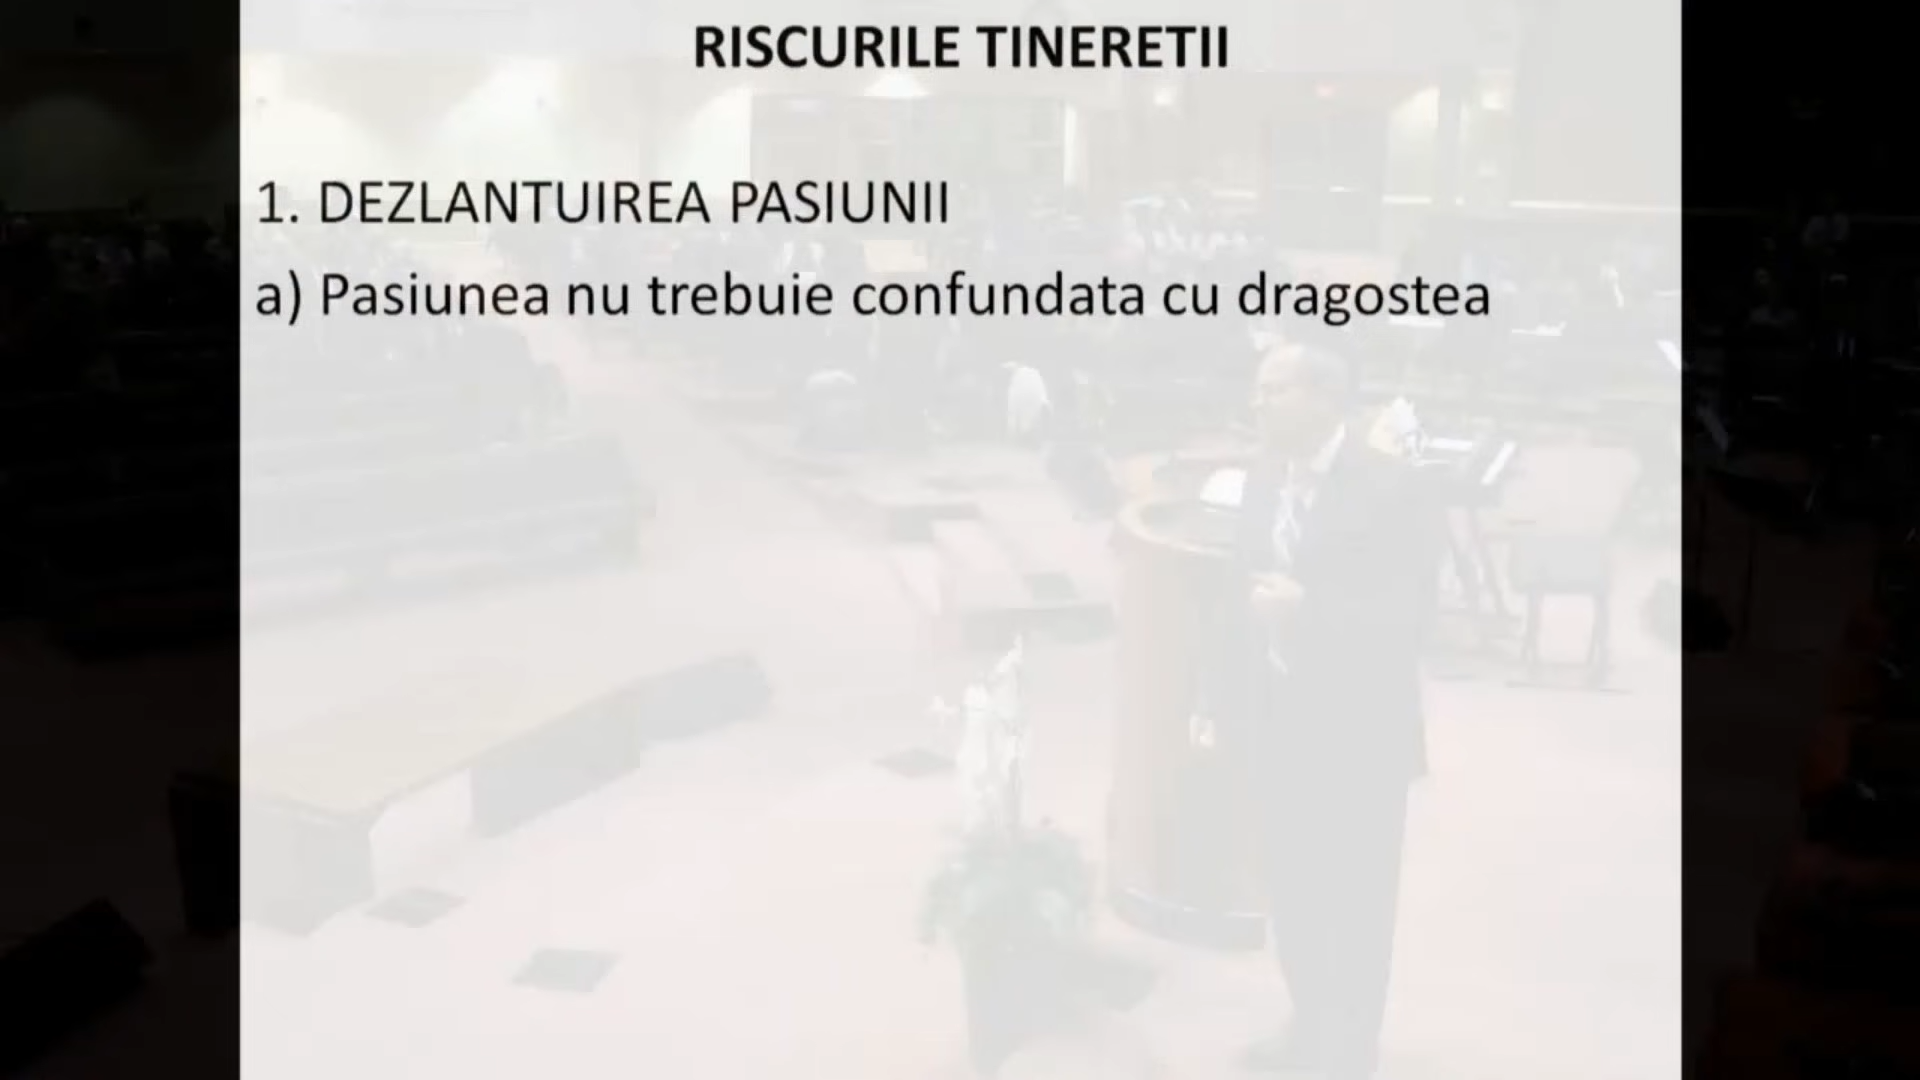 RISCURILE TINERETII
1. DEZLANTUIREA PASIUNII
a) Pasiunea nu trebuie confundata cu dragostea